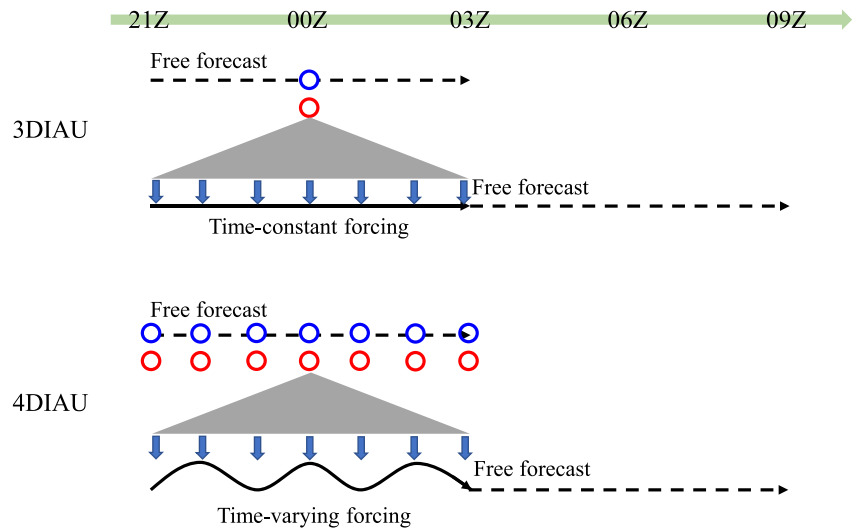 21Z 00Z 03Z 06Z 09Z
Free forecast
3DIAU
Free forecast
Time-constant forcing
Free forecast
4DIAU
Free forecast
Time-varying forcing